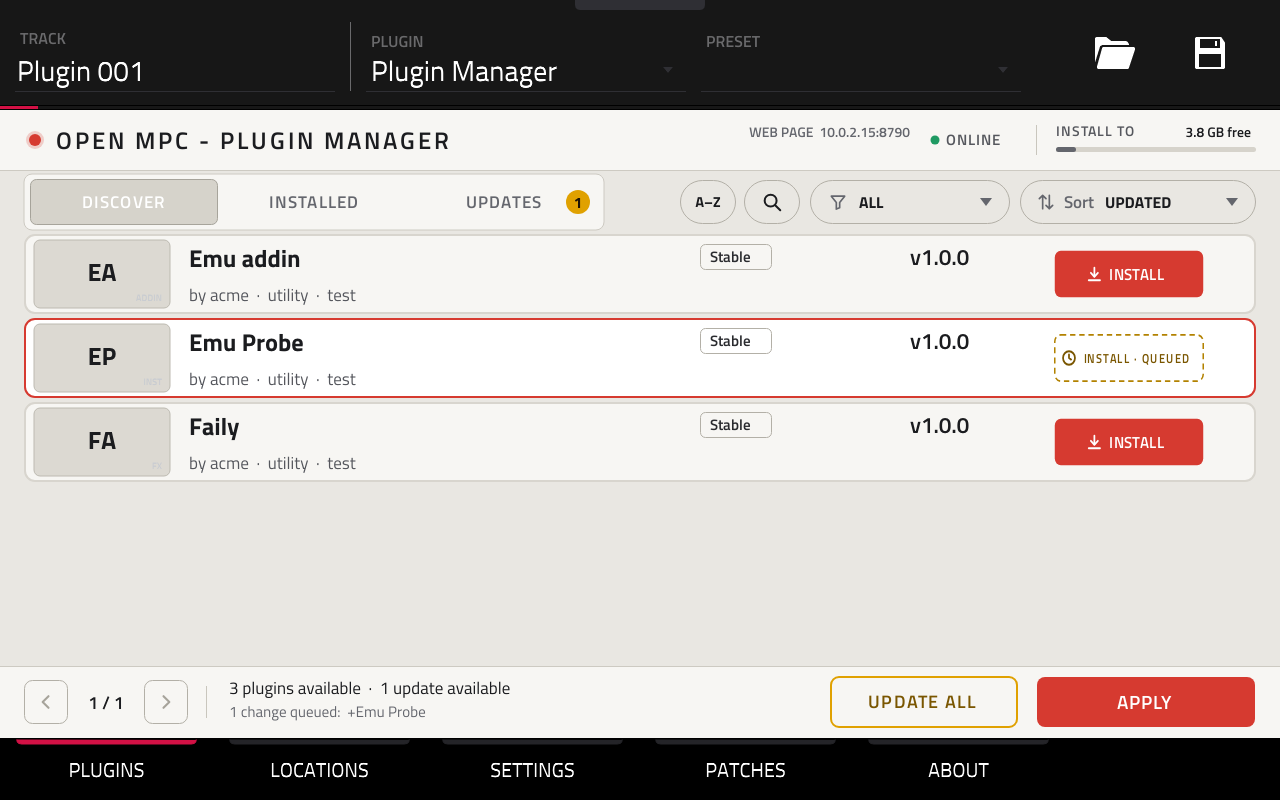 TRACK
Plugin 001
PLUGIN
Plugin Manager
PRESET
OPEN MPC - PLUGIN MANAGER
WEB PAGE 10.0.2.15:8790
ONLINE
INSTALL TO
3.8 GB free
DISCOVER
INSTALLED
UPDATES
1
A–Z
ALL
Sort UPDATED
EA
ADDIN
Emu addin
by acme · utility · test
Stable
v1.0.0
INSTALL
EP
INST
Emu Probe
by acme · utility · test
Stable
v1.0.0
INSTALL · QUEUED
FA
FX
Faily
by acme · utility · test
Stable
v1.0.0
INSTALL
1 / 1
3 plugins available · 1 update available
1 change queued: +Emu Probe
UPDATE ALL
APPLY
PLUGINS
LOCATIONS
SETTINGS
PATCHES
ABOUT